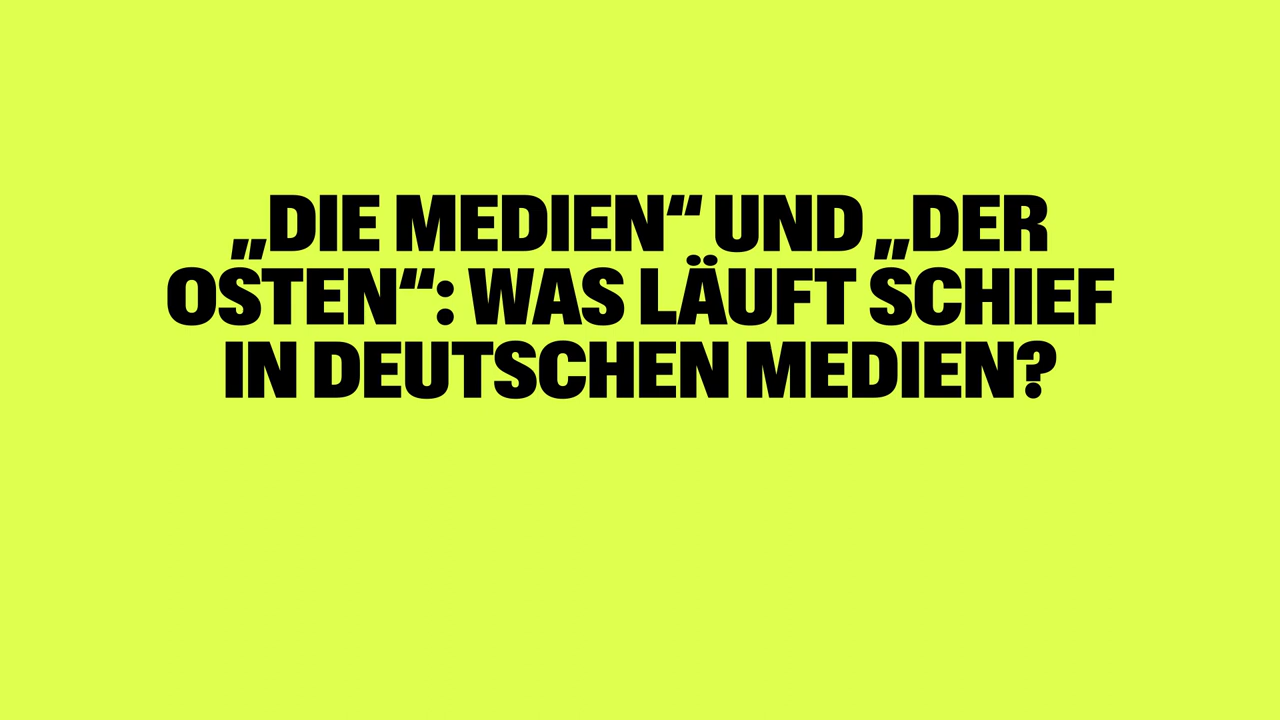 „DIE MEDIEN“ UND „DER
OSTEN“: WAS LÄUFT SCHIEF
IN DEUTSCHEN MEDIEN?